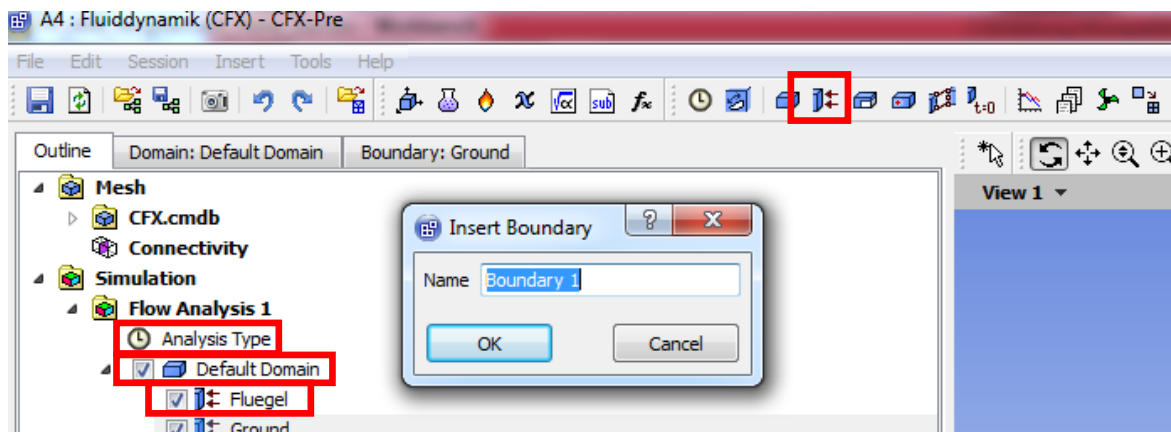 A4 : Fluiddynamik (CFX) - CFX-Pre
File Edit Session Insert Tools Help
Outline Domain: Default Domain Boundary: Ground
Mesh
CFX.cmdb
Connectivity
Simulation
Flow Analysis 1
Analysis Type
Default Domain
Fluegel
Ground
Insert Boundary
Name Boundary 1
OK Cancel
View 1